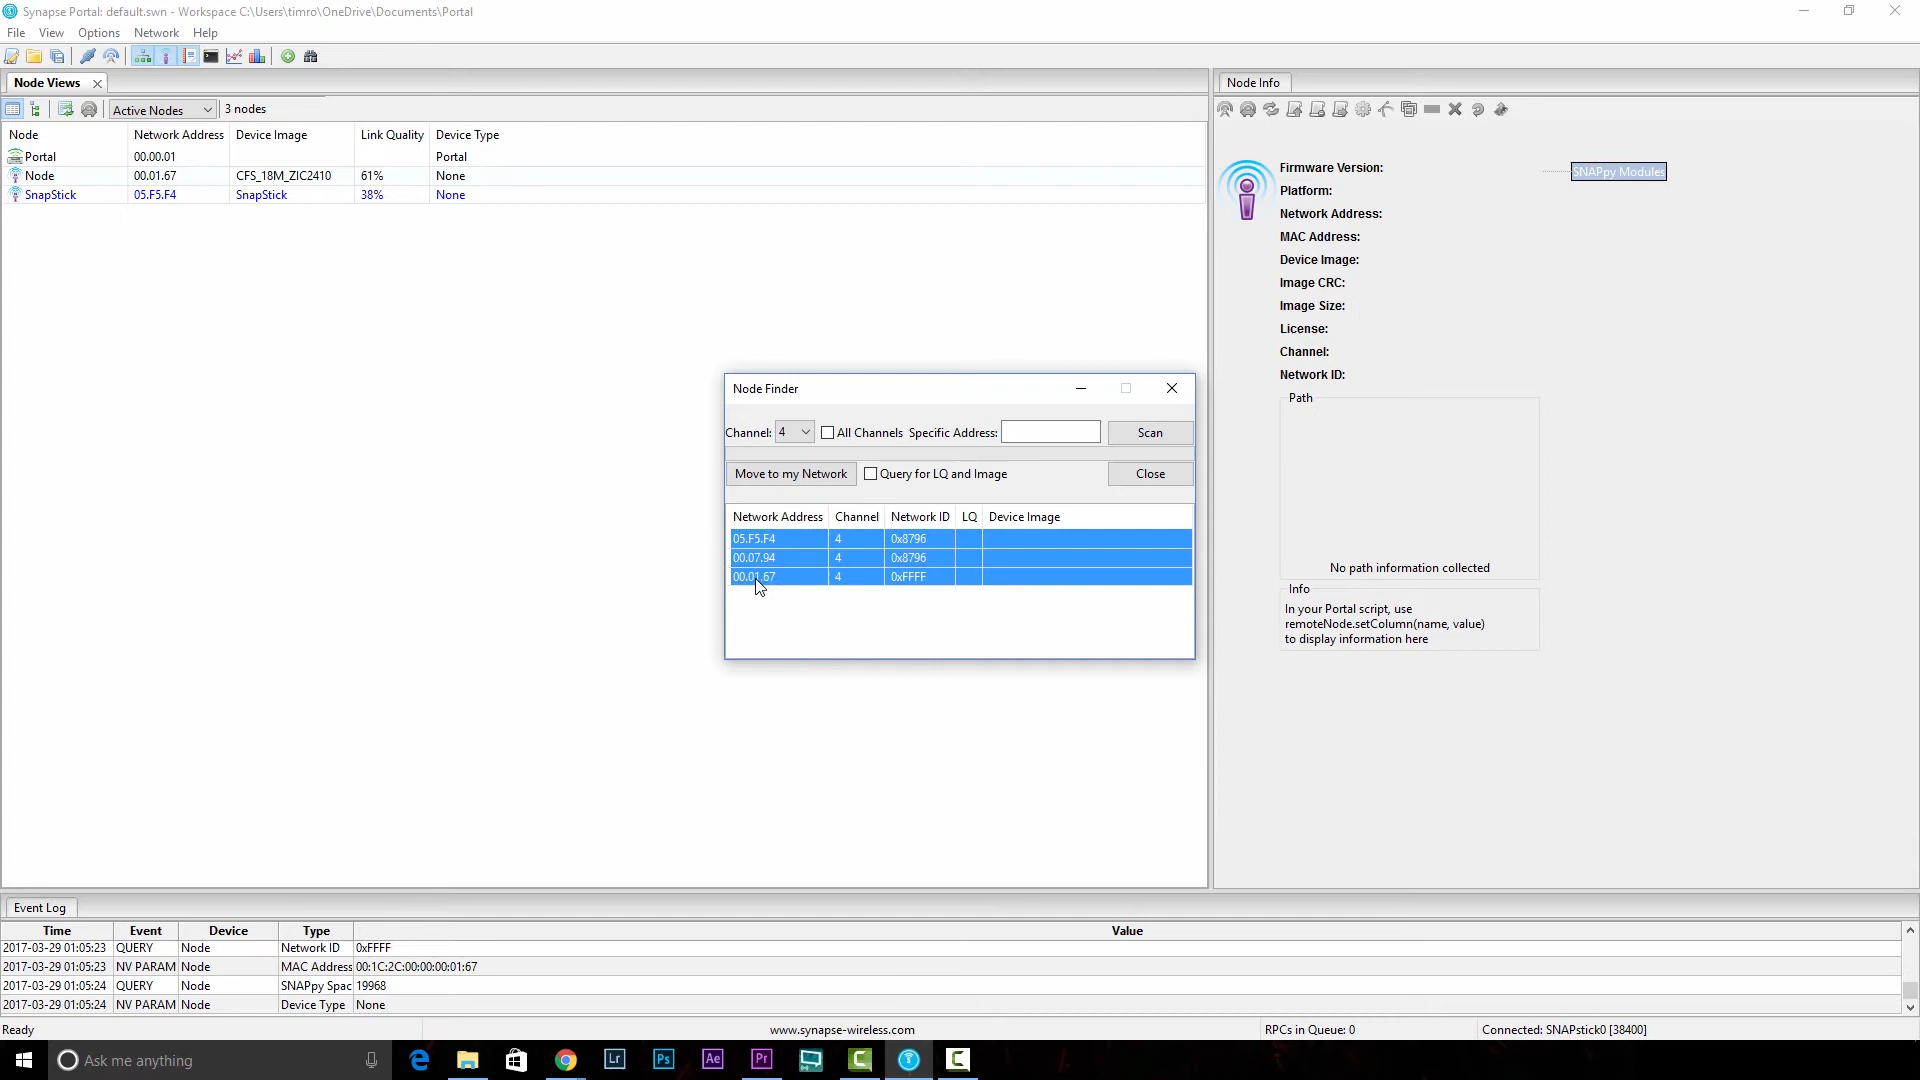 Synapse Portal: default.swn - Workspace C:\Users\timro\OneDrive\Documents\Portal
File View Options Network Help
Node Views
Node Info
Active Nodes 3 nodes
Node Network Address Device Image Link Quality Device Type
Portal 00.00.01 Portal
Node 00.01.67 CFS_18M_ZIC2410 61% None
SnapStick 05.F5.F4 SnapStick 38% None
Firmware Version:
SNAPpy Modules
Platform:
Network Address:
MAC Address:
Device Image:
Image CRC:
Image Size:
License:
Channel:
Network ID:
Path
No path information collected
Info
In your Portal script, use
remoteNode.setColumn(name, value)
to display information here
Node Finder
Channel: 4 All Channels Specific Address: Scan
Move to my Network Query for LQ and Image Close
Network Address Channel Network ID LQ Device Image
05.F5.F4 4 0x8796
00.07.94 4 0x8796
00.01.67 4 0xFFFF
Event Log
Time Event Device Type Value
2017-03-29 01:05:23 QUERY Node Network ID 0xFFFF
2017-03-29 01:05:23 NV PARAM Node MAC Address 00:1C:2C:00:00:00:01:67
2017-03-29 01:05:24 QUERY Node SNAPpy Spac 19968
2017-03-29 01:05:24 NV PARAM Node Device Type None
Ready www.synapse-wireless.com RPCs in Queue: 0 Connected: SNAPstick0 [38400]
Ask me anything Lr Ps Ae Pr